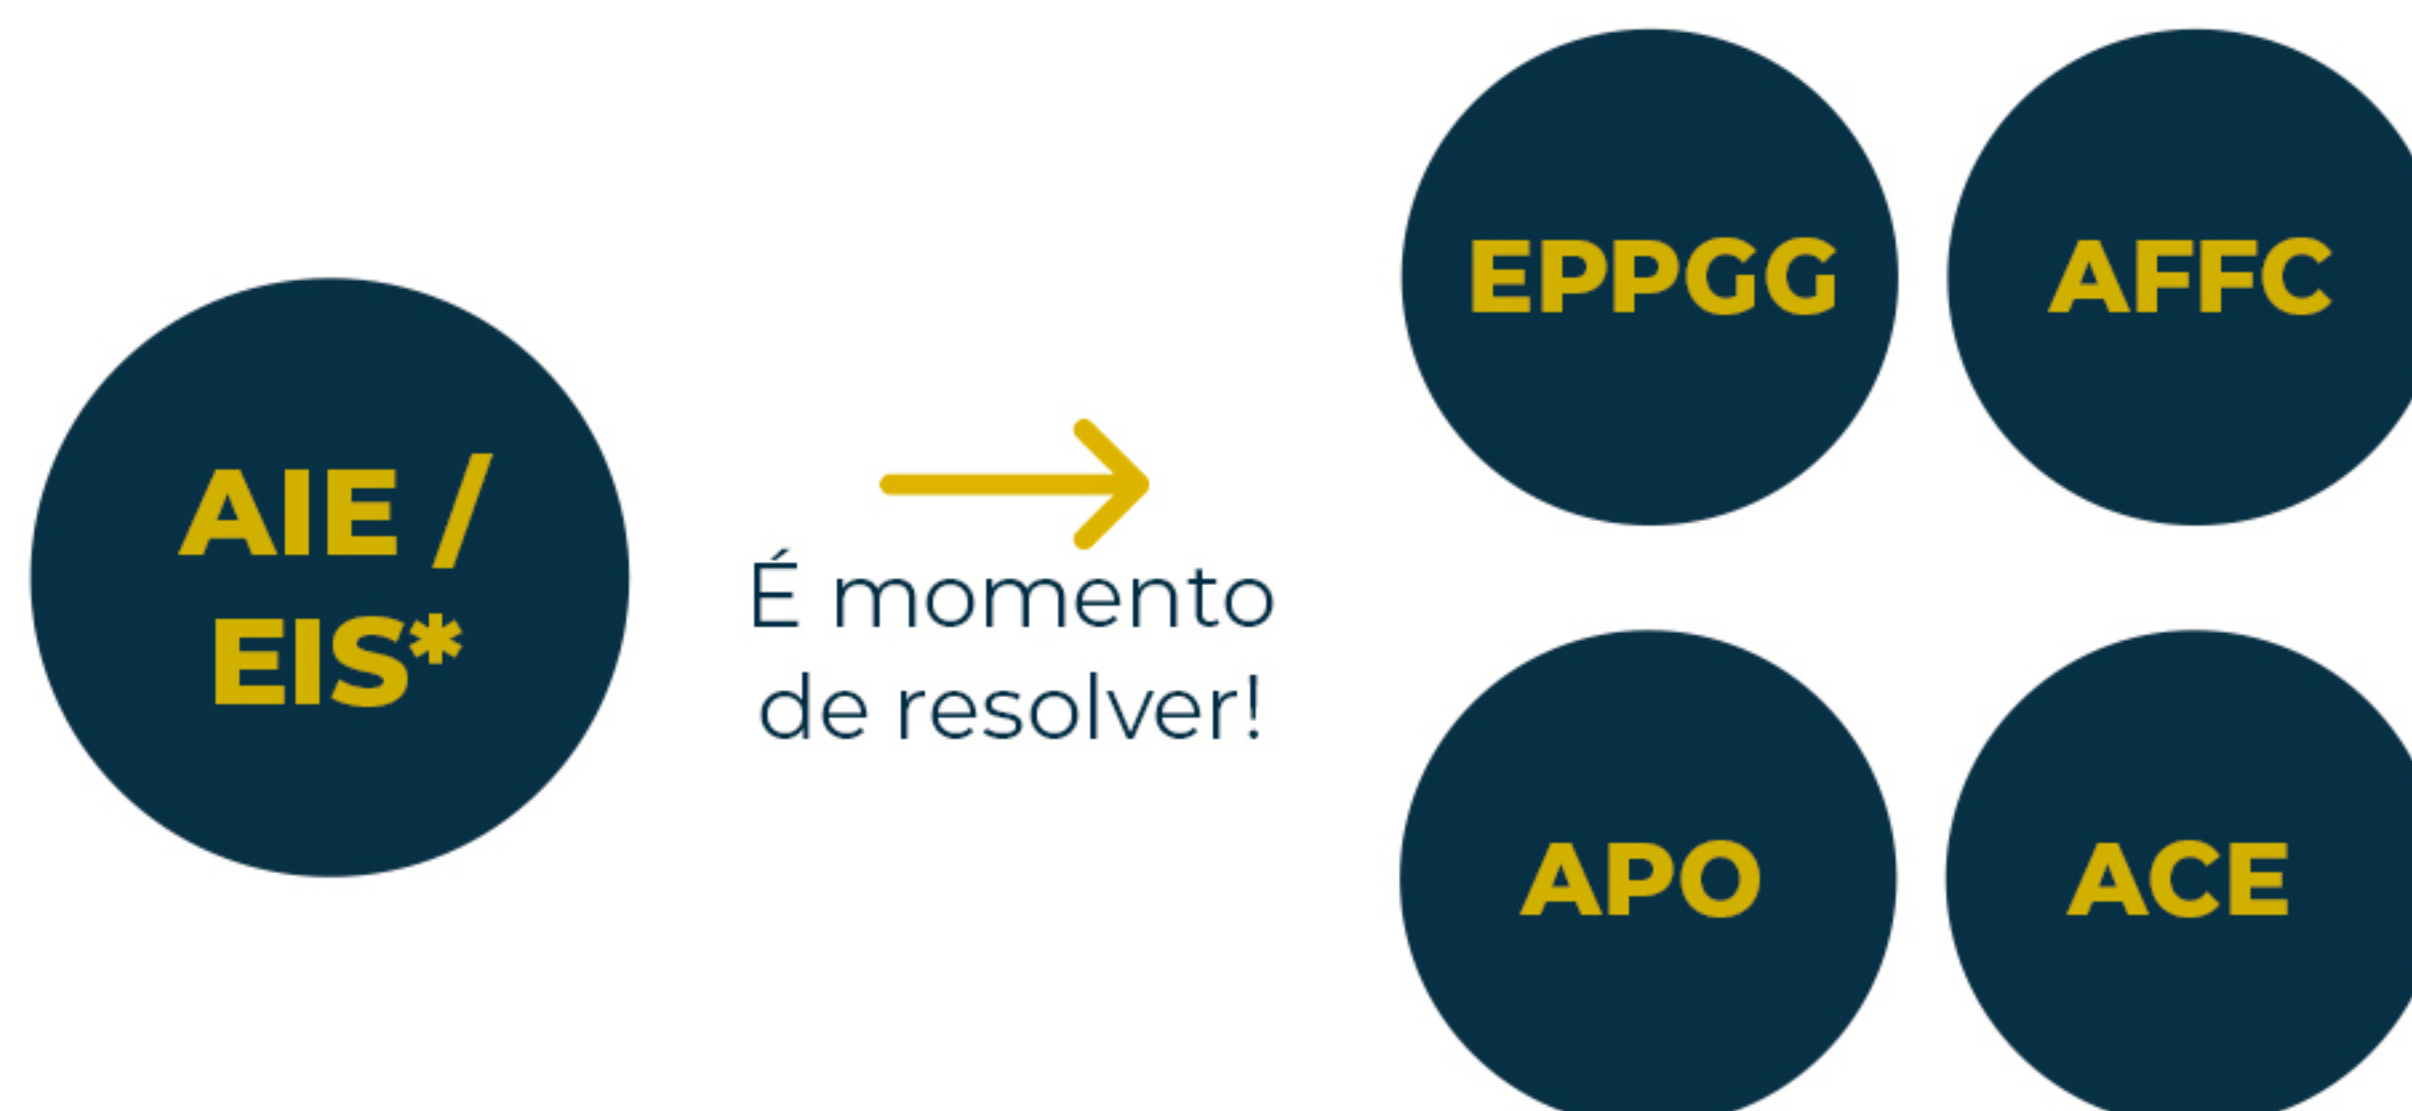 AIE /
EIS*
É momento
de resolver!
EPPGG
AFFC
APO
ACE